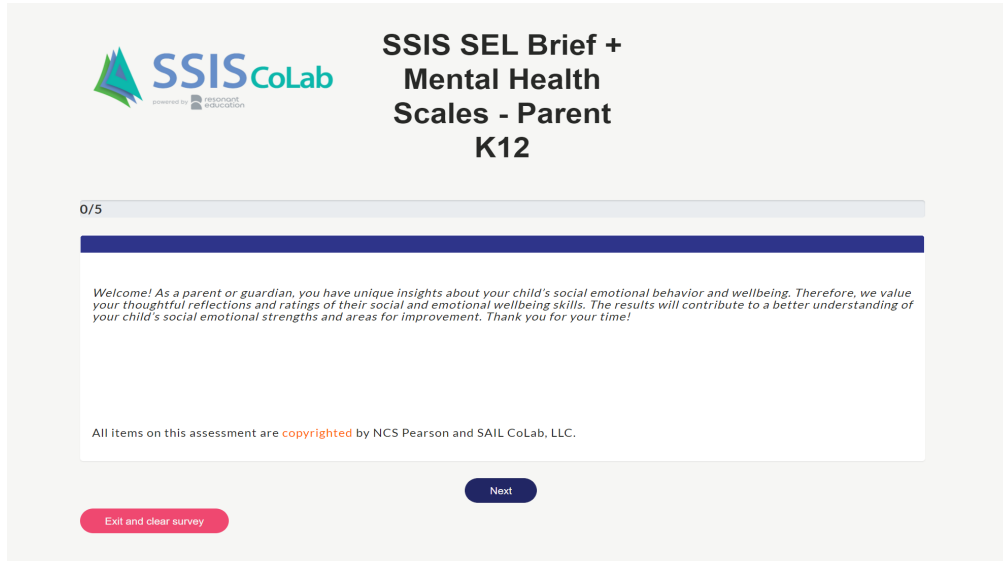 SSIS CoLab
powered by resonant
education
SSIS SEL Brief +
Mental Health
Scales - Parent
K12
0/5
Welcome! As a parent or guardian, you have unique insights about your child's social emotional behavior and wellbeing. Therefore, we value
your thoughtful reflections and ratings of their social and emotional wellbeing skills. The results will contribute to a better understanding of
your child's social emotional strengths and areas for improvement. Thank you for your time!
All items on this assessment are copyrighted by NCS Pearson and SAIL CoLab, LLC.
Next
Exit and clear survey